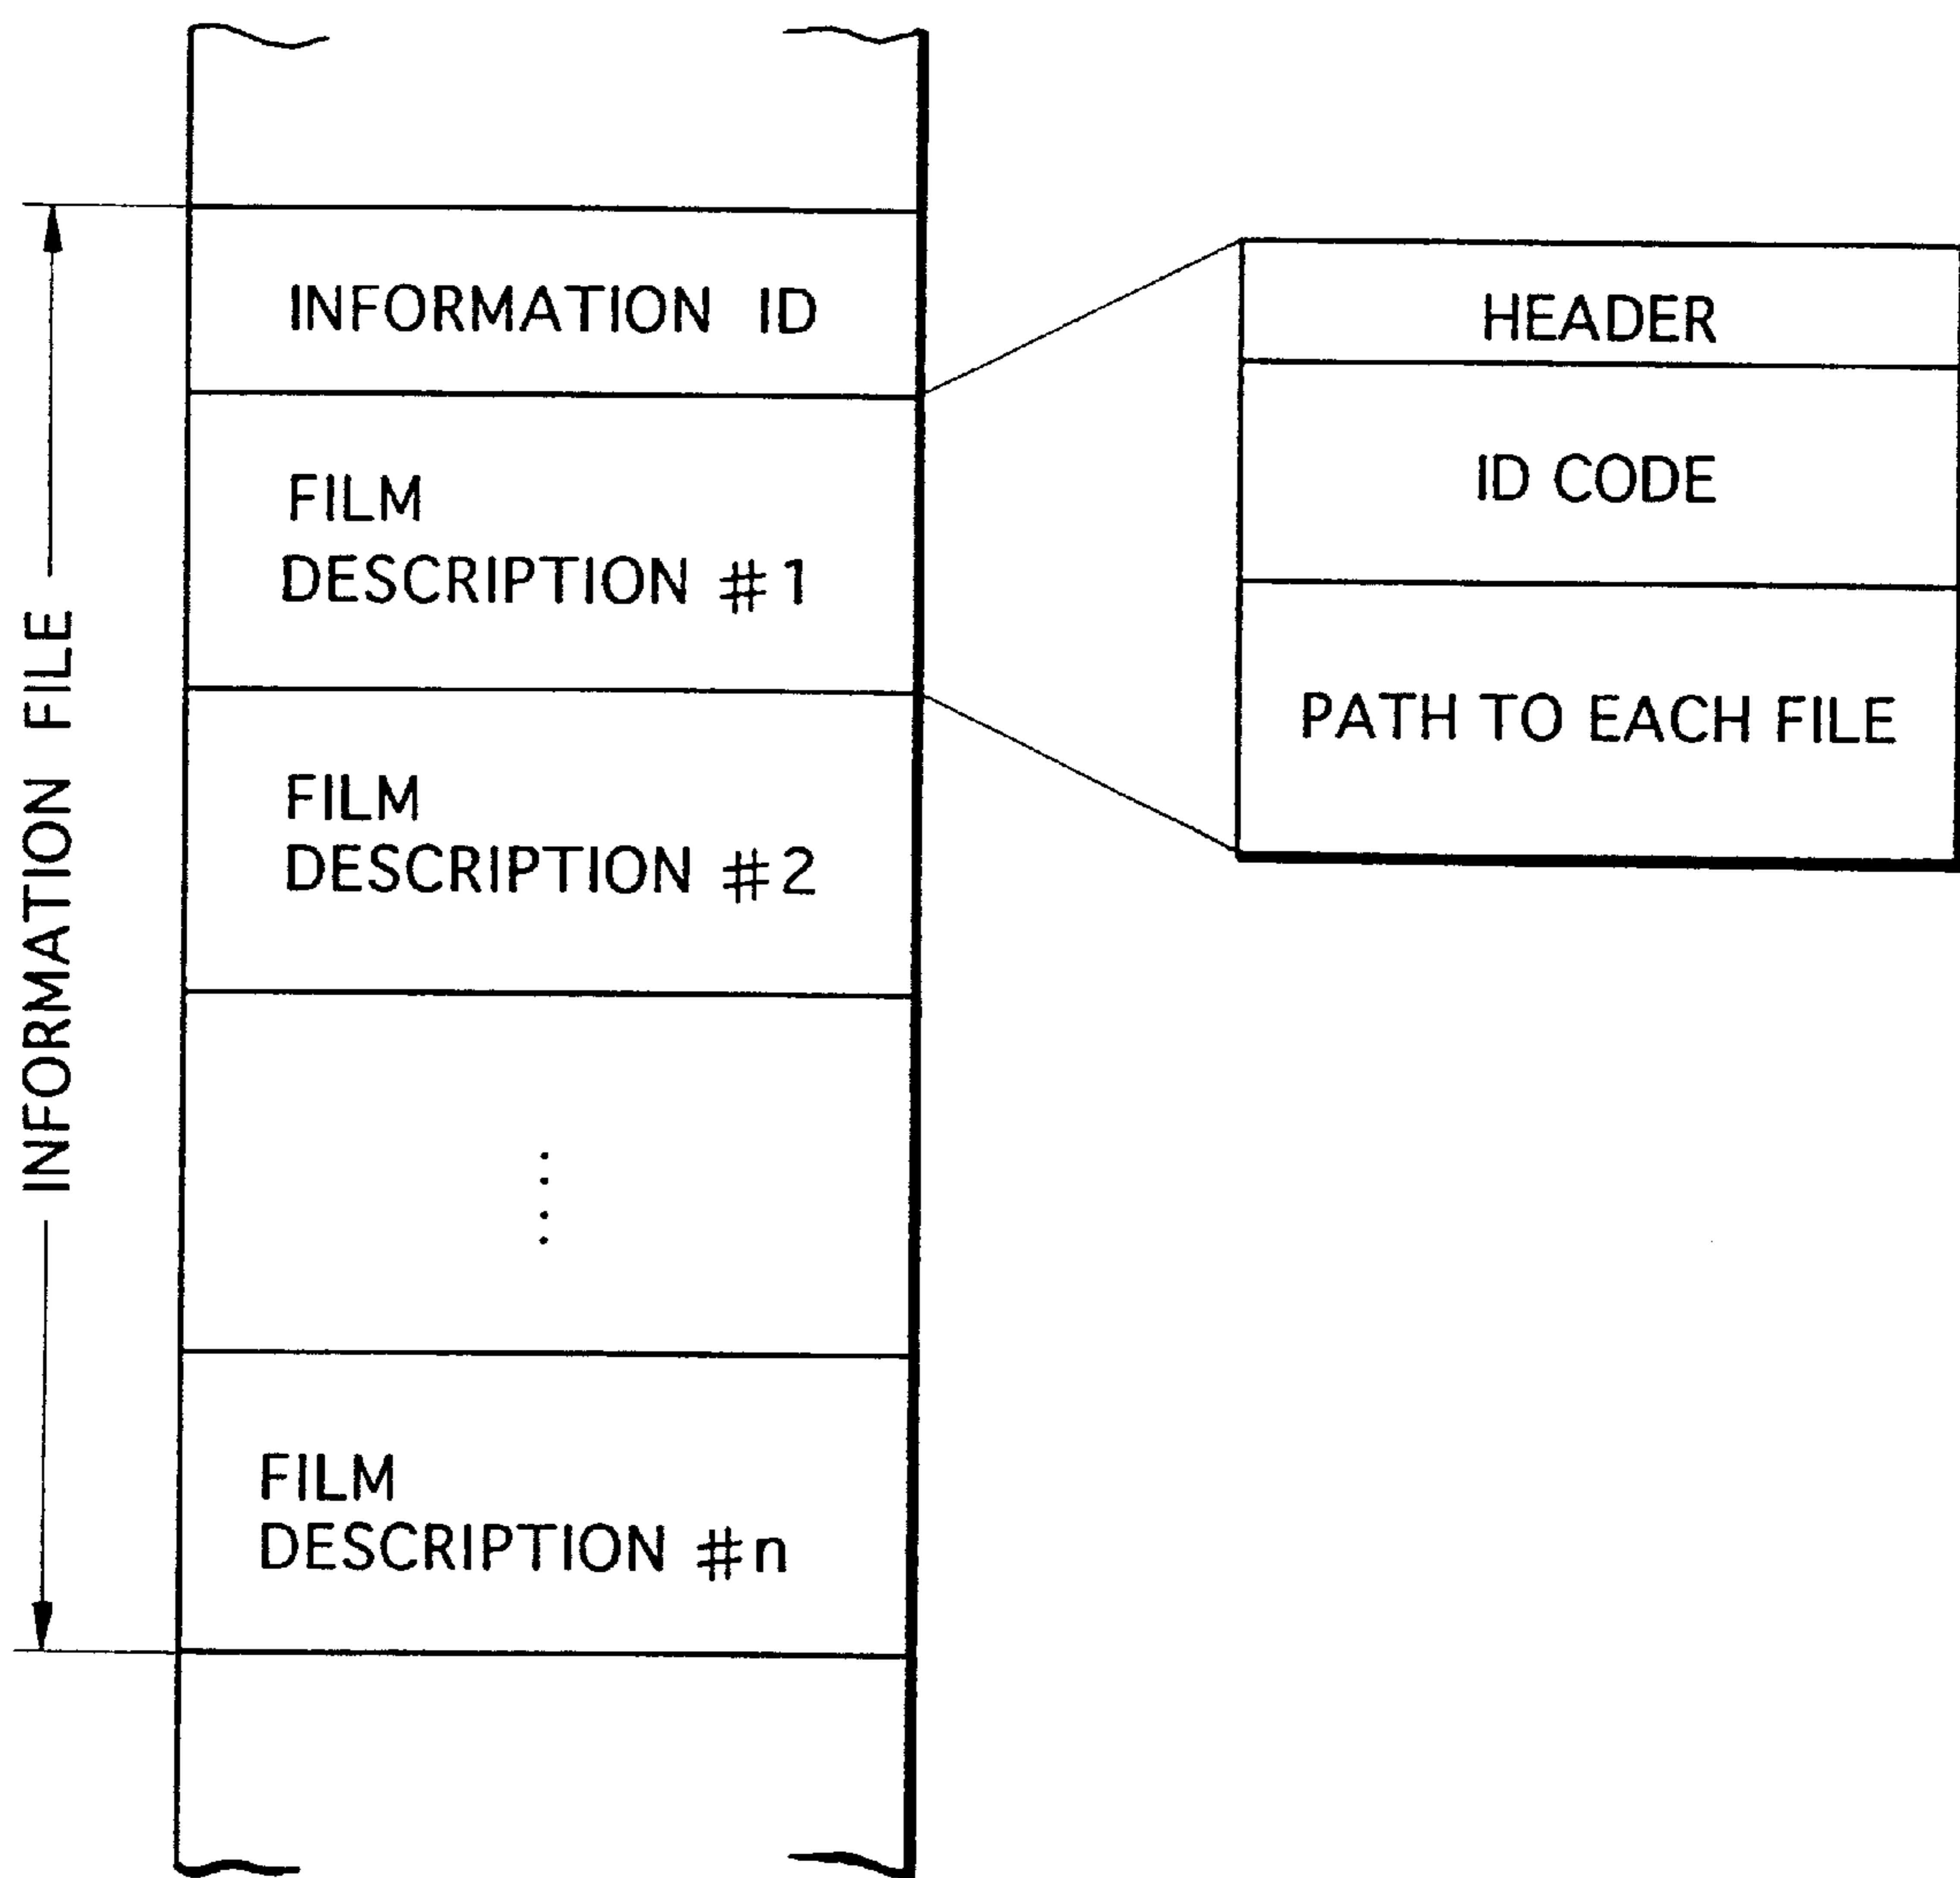 INFORMATION FILE
INFORMATION ID
FILM
DESCRIPTION #1
FILM
DESCRIPTION #2
FILM
DESCRIPTION #n
HEADER
ID CODE
PATH TO EACH FILE